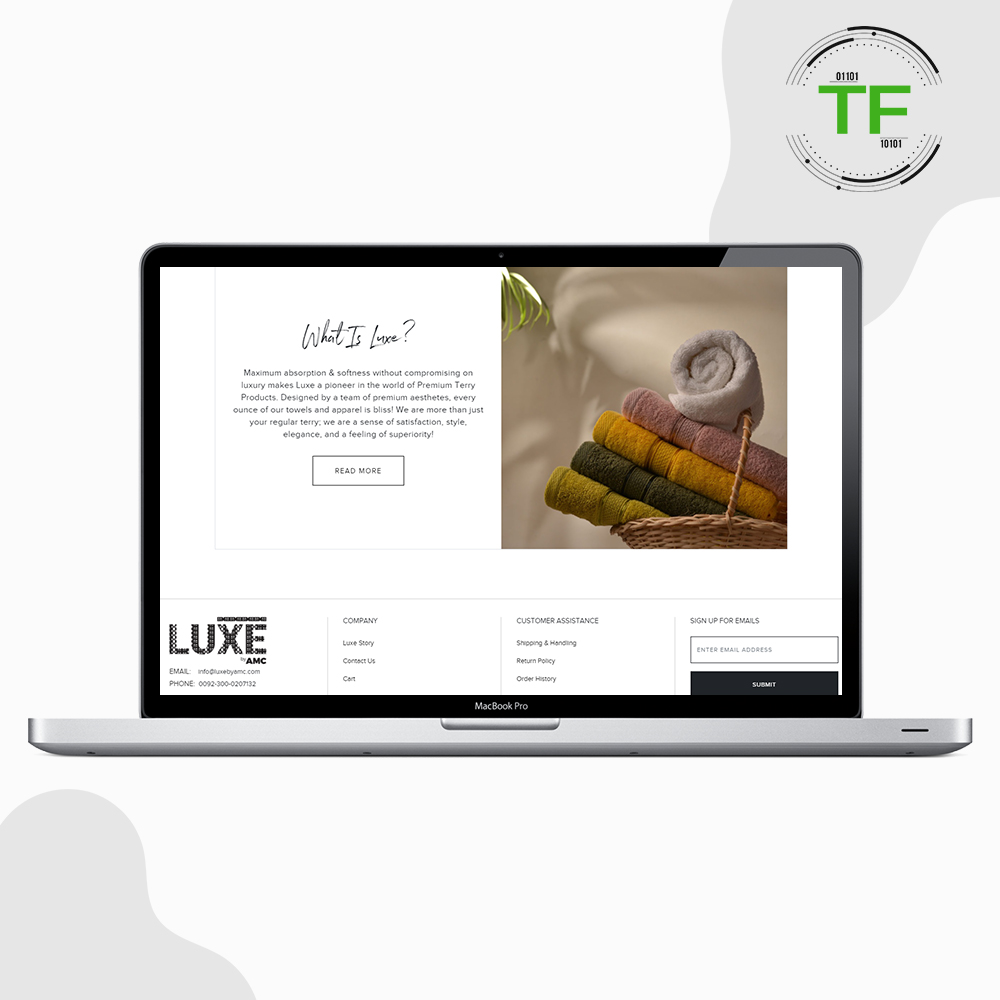 01101
TF
10101
What Is Luxe?
Maximum absorption & softness without compromising on
luxury makes Luxe a pioneer in the world of Premium Terry
Products. Designed by a team of premium aesthetes, every
ounce of our towels and apparel is bliss! We are more than just
your regular terry; we are a sense of satisfaction, style,
elegance, and a feeling of superiority!
READ MORE
LUXE
by AMC
EMAIL: info@luxebyamc.com
PHONE: 0092-300-0207132
COMPANY
Luxe Story
Contact Us
Cart
CUSTOMER ASSISTANCE
Shipping & Handling
Return Policy
Order History
SIGN UP FOR EMAILS
ENTER EMAIL ADDRESS
SUBMIT
MacBook Pro